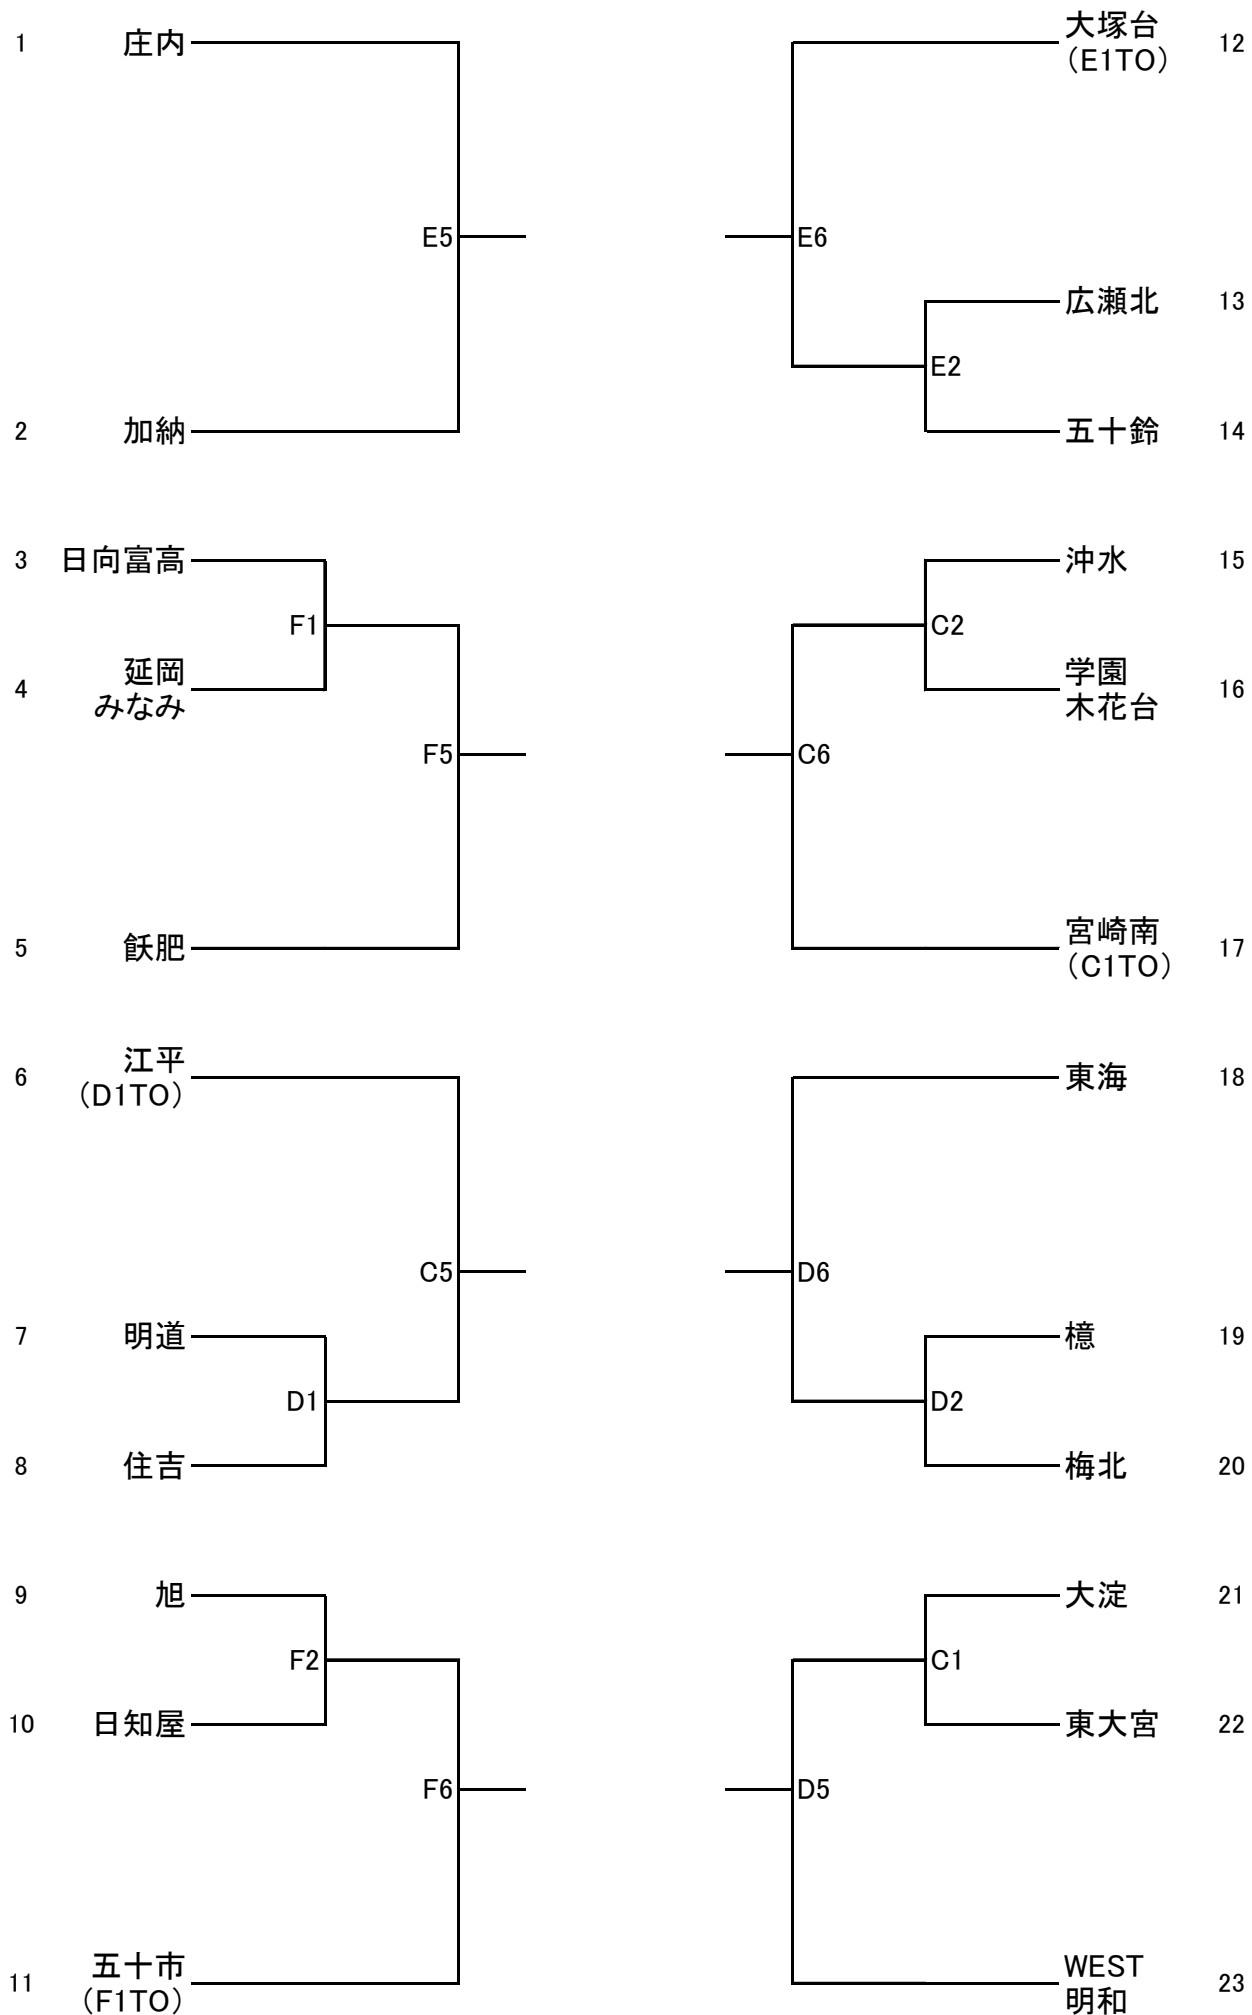 1 庄内
E5
2 加納
3 日向富高
F1
4 延岡
みなみ
F5
5 飫肥
6 江平
（D1TO）
C5
7 明道
D1
8 住吉
9 旭
F2
10 日知屋
F6
11 五十市
（F1TO）
大塚台 12
（E1TO）
E6
広瀬北 13
E2
五十鈴 14
沖水 15
C2
学園 16
木花台
C6
宮崎南 17
（C1TO）
東海 18
D6
檍 19
D2
梅北 20
大淀 21
C1
東大宮 22
D5
WEST 23
明和